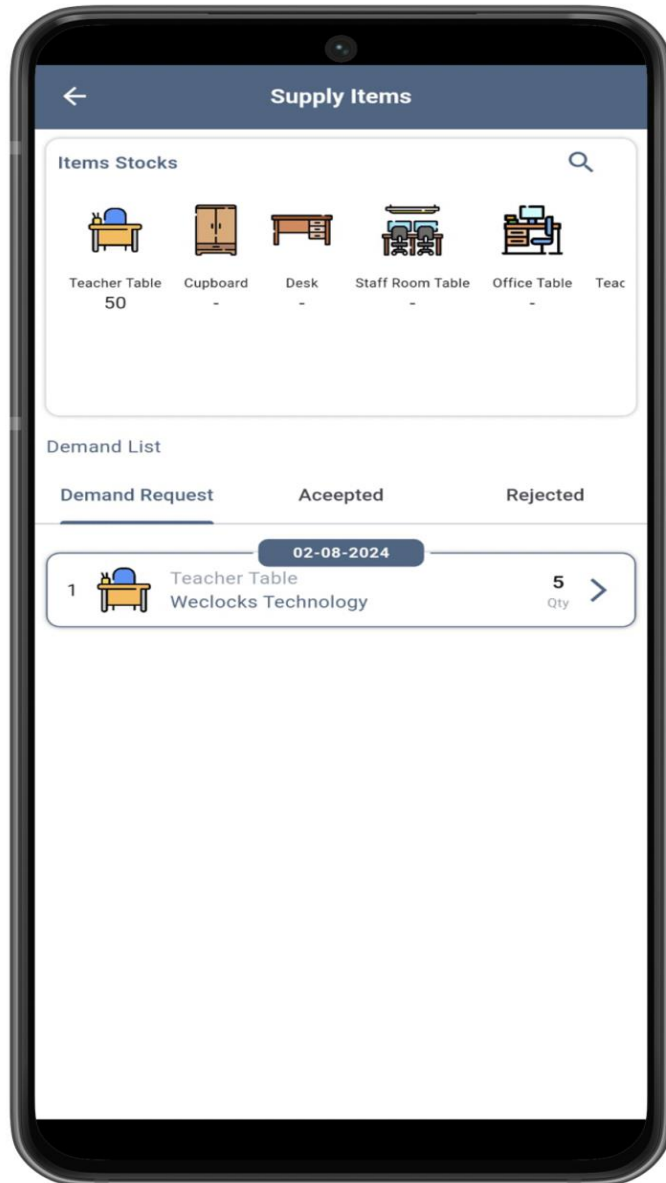 Supply Items
Items Stocks
Teacher Table Cupboard Desk Staff Room Table Office Table Teac
50 - - - -
Demand List
Demand Request Aceepted Rejected
02-08-2024
1 Teacher Table 5
Weclocks Technology Qty